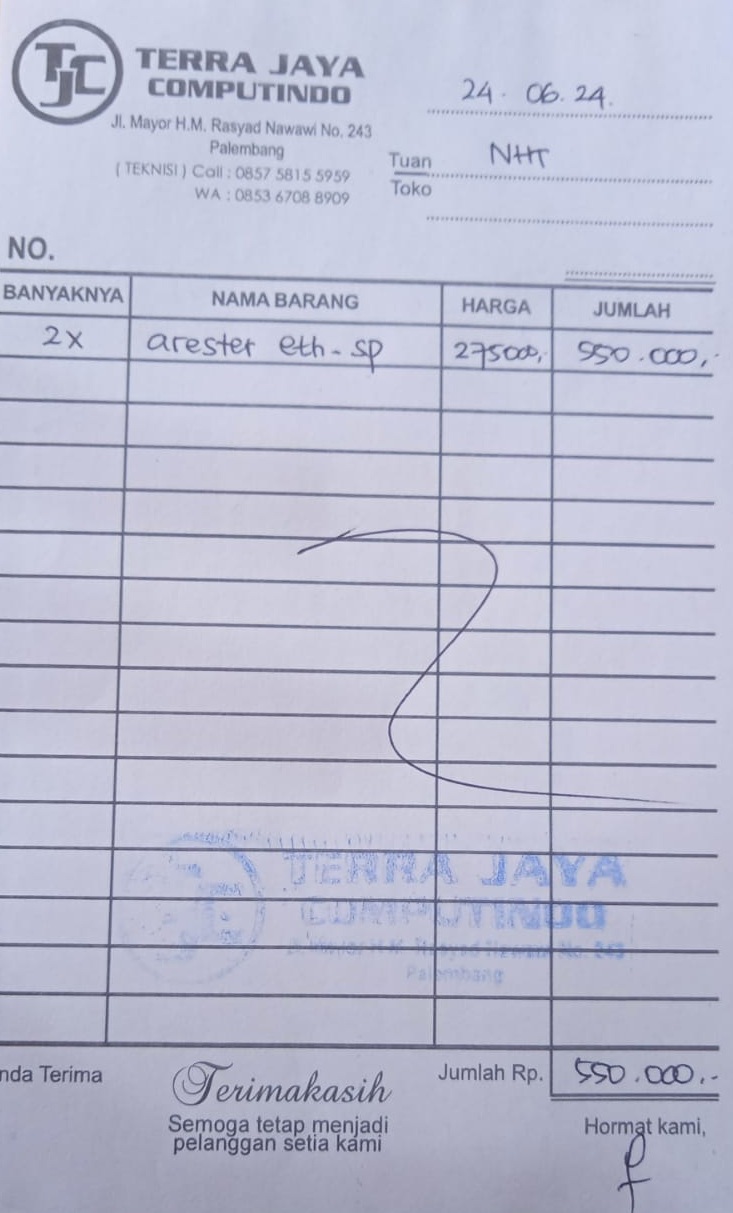 TJC
TERRA JAYA
COMPUTINDO
Jl. Mayor H.M. Rasyad Nawawi No. 243
Palembang
( TEKNISI ) Call : 0857 5815 5959
WA : 0853 6708 8909
24. 06. 24.
Tuan
Toko
NHT
NO.
BANYAKNYA NAMA BARANG HARGA JUMLAH
2x arester eth-sp 275000,- 550.000,-
TERRA JAYA
COMPUTINDO
Jl. Mayor H.M. Rasyad Nawawi No. 243
Palembang
nda Terima
Terimakasih
Semoga tetap menjadi
pelanggan setia kami
Jumlah Rp. 550.000.-
Hormat kami,